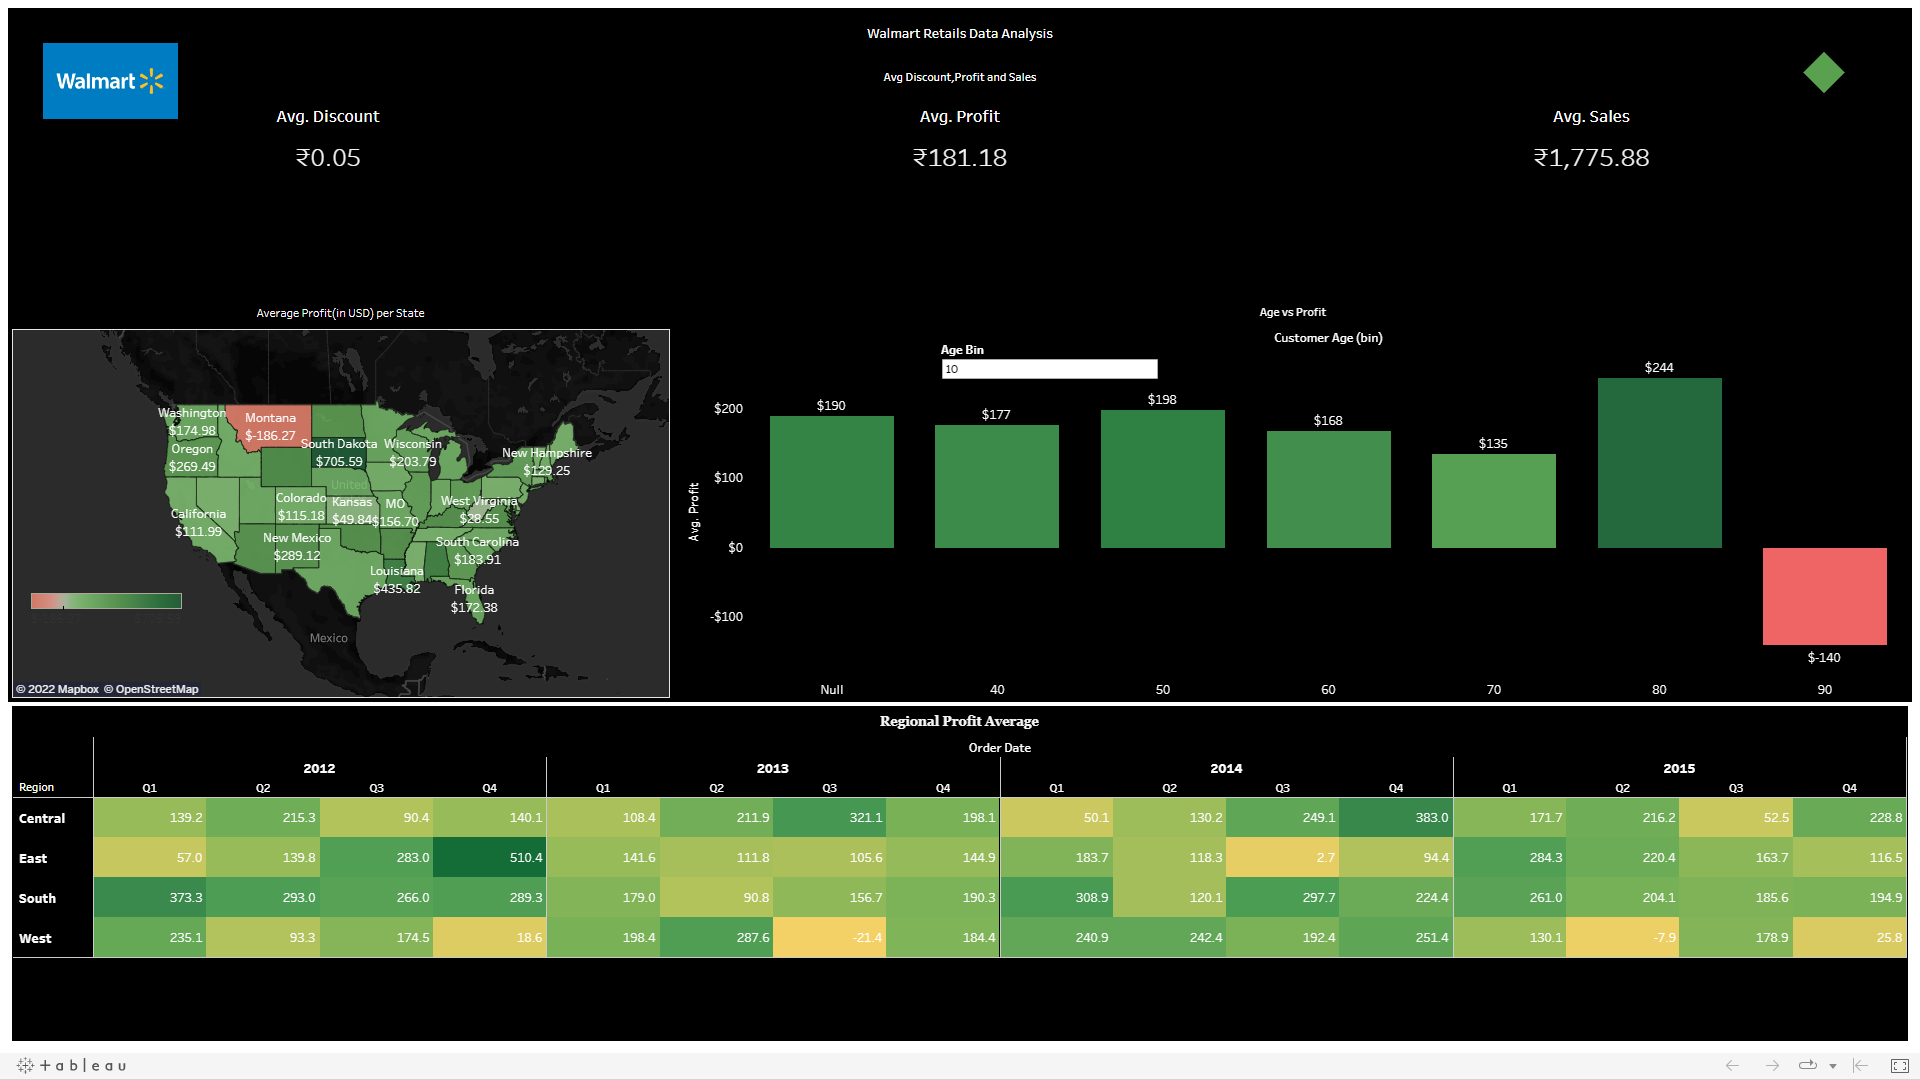 Walmart Retails Data Analysis
Walmart
Avg Discount,Profit and Sales
Avg. Discount
₹0.05
Avg. Profit
₹181.18
Avg. Sales
₹1,775.88
Average Profit(in USD) per State
Washington
$174.98
Montana
$-186.27
Oregon
$269.49
South Dakota
$705.59
Wisconsin
$203.79
New Hampshire
$129.25
United
Colorado
$115.18
Kansas
$49.84
MO
$156.70
West Virginia
$28.55
California
$111.99
New Mexico
$289.12
South Carolina
$183.91
Louisiana
$435.82
Florida
$172.38
Mexico
© 2022 Mapbox © OpenStreetMap
Age vs Profit
Customer Age (bin)
Age Bin
10
Avg. Profit
$200
$100
$0
-$100
$190
$177
$198
$168
$135
$244
$-140
Null 40 50 60 70 80 90
Regional Profit Average
Order Date
2012 2013 2014 2015
Region Q1 Q2 Q3 Q4 Q1 Q2 Q3 Q4 Q1 Q2 Q3 Q4 Q1 Q2 Q3 Q4
Central 139.2 215.3 90.4 140.1 108.4 211.9 321.1 198.1 50.1 130.2 249.1 383.0 171.7 216.2 52.5 228.8
East 57.0 139.8 283.0 510.4 141.6 111.8 105.6 144.9 183.7 118.3 2.7 94.4 284.3 220.4 163.7 116.5
South 373.3 293.0 266.0 289.3 179.0 90.8 156.7 190.3 308.9 120.1 297.7 224.4 261.0 204.1 185.6 194.9
West 235.1 93.3 174.5 18.6 198.4 287.6 -21.4 184.4 240.9 242.4 192.4 251.4 130.1 -7.9 178.9 25.8
+ableau